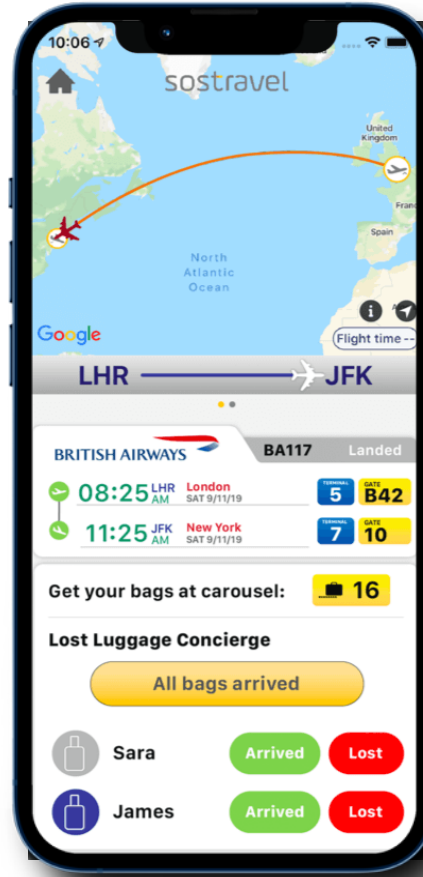 10:06
sostravel
United
Kingdom
Spain
North
Atlantic
Ocean
Google
Flight time --
LHR JFK
BRITISH AIRWAYS BA117 Landed
08:25 AM LHR London SAT 9/11/19 TERMINAL 5 GATE B42
11:25 AM JFK New York SAT 9/11/19 TERMINAL 7 GATE 10
Get your bags at carousel: 16
Lost Luggage Concierge
All bags arrived
Sara Arrived Lost
James Arrived Lost